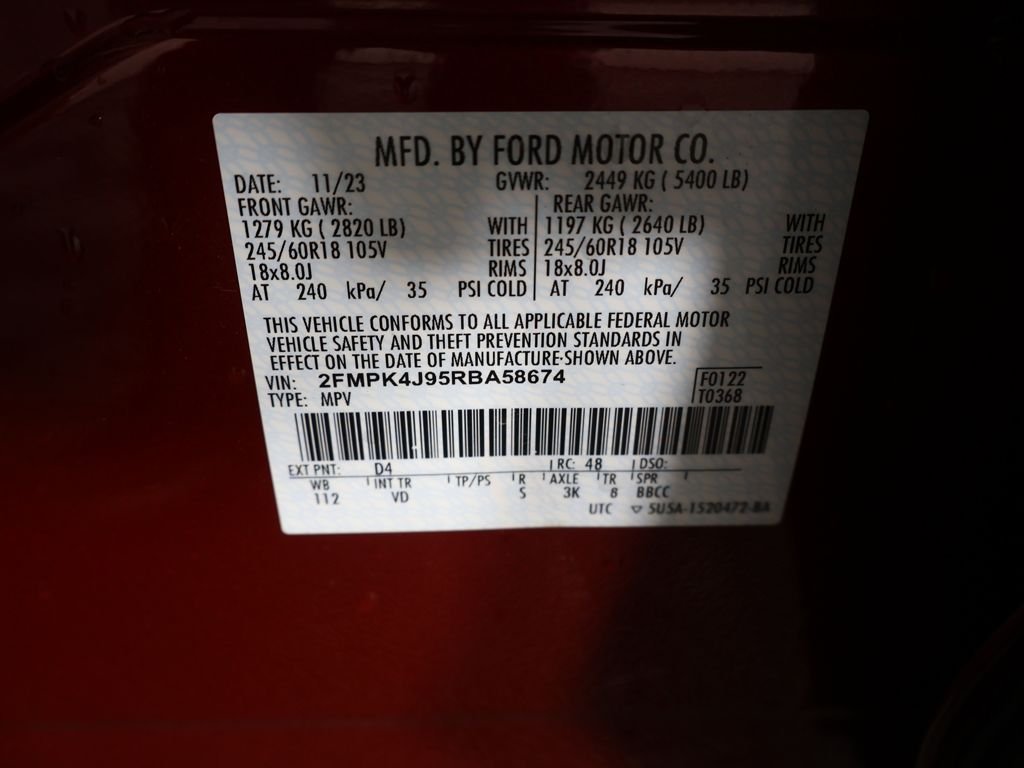 MFD. BY FORD MOTOR CO.
DATE: 11/23 GVWR: 2449 KG ( 5400 LB)
FRONT GAWR: REAR GAWR:
1279 KG ( 2820 LB) WITH 1197 KG ( 2640 LB) WITH
245/60R18 105V TIRES 245/60R18 105V TIRES
18x8.0J RIMS 18x8.0J RIMS
AT 240 kPa/ 35 PSI COLD AT 240 kPa/ 35 PSI COLD
THIS VEHICLE CONFORMS TO ALL APPLICABLE FEDERAL MOTOR
VEHICLE SAFETY AND THEFT PREVENTION STANDARDS IN
EFFECT ON THE DATE OF MANUFACTURE SHOWN ABOVE.
VIN: 2FMPK4J95RBA58674 F0122
TYPE: MPV T0368
EXT PNT: D4 RC: 48 DSO:
WB INT TR TP/PS R AXLE TR SPR
112 VD S 3K 8 BBCC
UTC ▽ 5U5A-1520472-BA